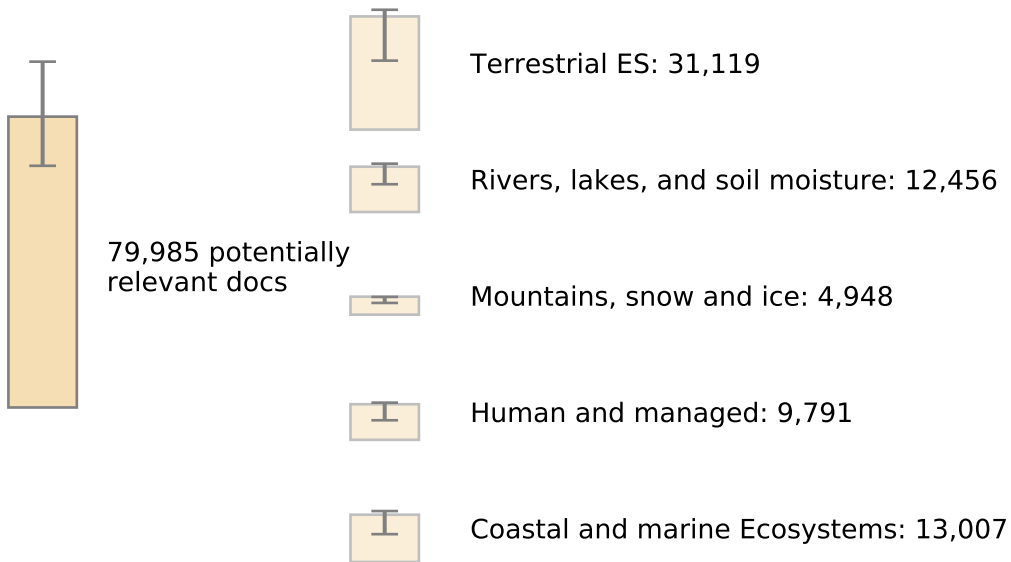 Terrestrial ES: 31,119
Rivers, lakes, and soil moisture: 12,456
79,985 potentially
relevant docs
Mountains, snow and ice: 4,948
Human and managed: 9,791
Coastal and marine Ecosystems: 13,007